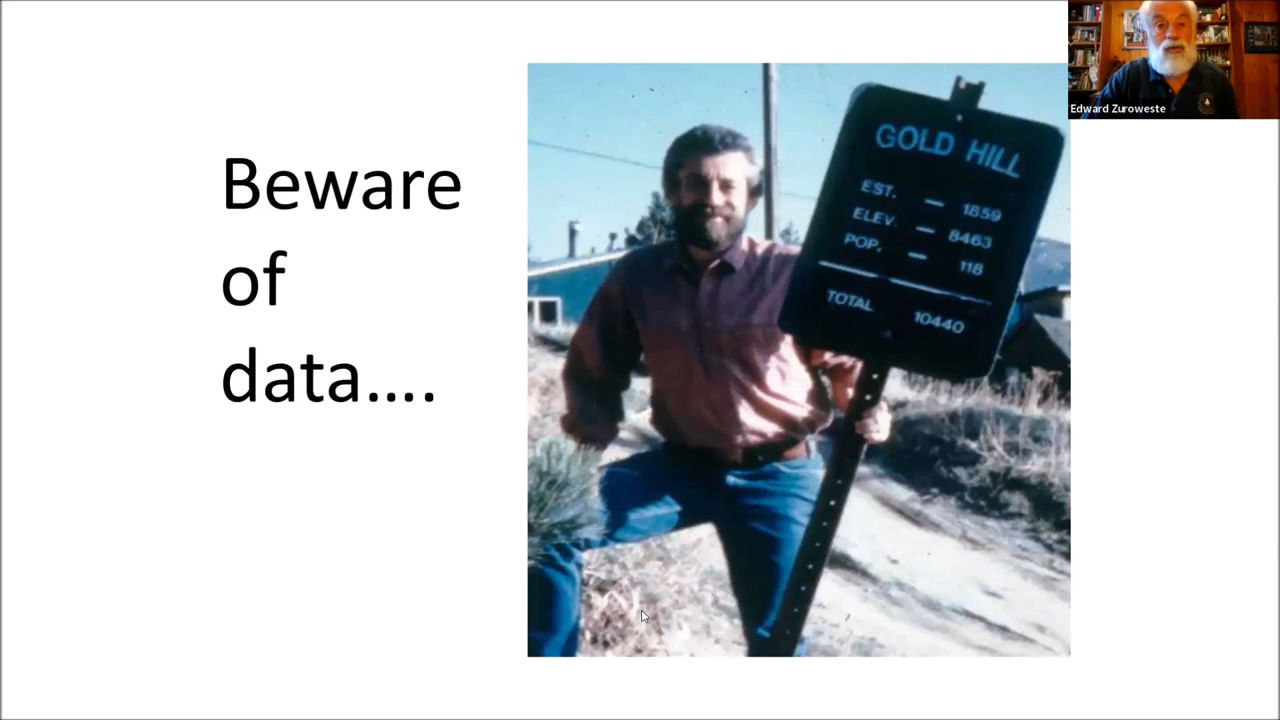 Beware
of
data....
GOLD HILL
EST. — 1859
ELEV. — 8463
POP. — 118
TOTAL 10440
Edward Zuroweste